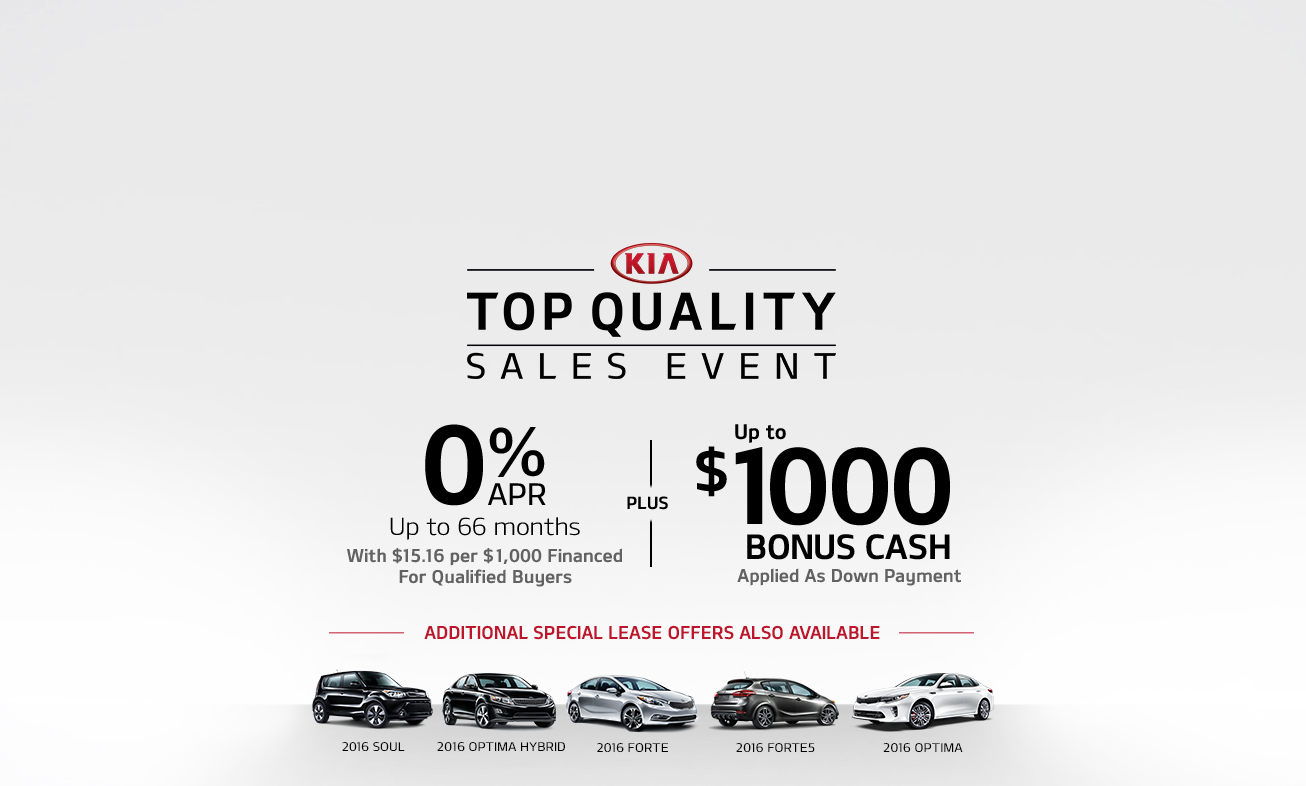 KIA
TOP QUALITY
SALES EVENT
0% APR
Up to 66 months
With $15.16 per $1,000 Financed
For Qualified Buyers
PLUS
Up to
$1000
BONUS CASH
Applied As Down Payment
ADDITIONAL SPECIAL LEASE OFFERS ALSO AVAILABLE
2016 SOUL
2016 OPTIMA HYBRID
2016 FORTE
2016 FORTE5
2016 OPTIMA